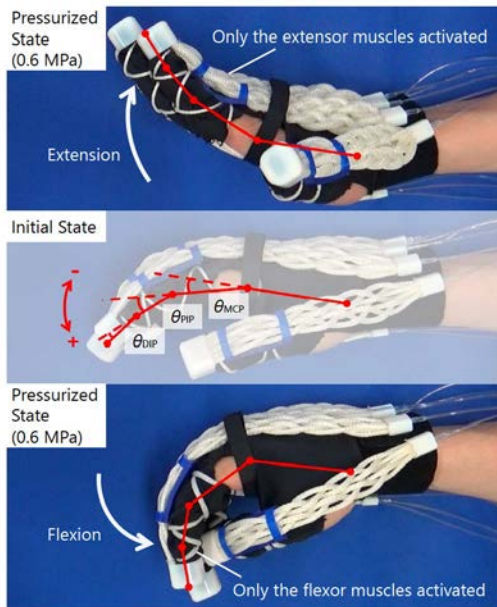 Pressurized
State
(0.6 MPa)
Only the extensor muscles activated
Extension
Initial State
-
+
θDIP
θPIP
θMCP
Pressurized
State
(0.6 MPa)
Flexion
Only the flexor muscles activated